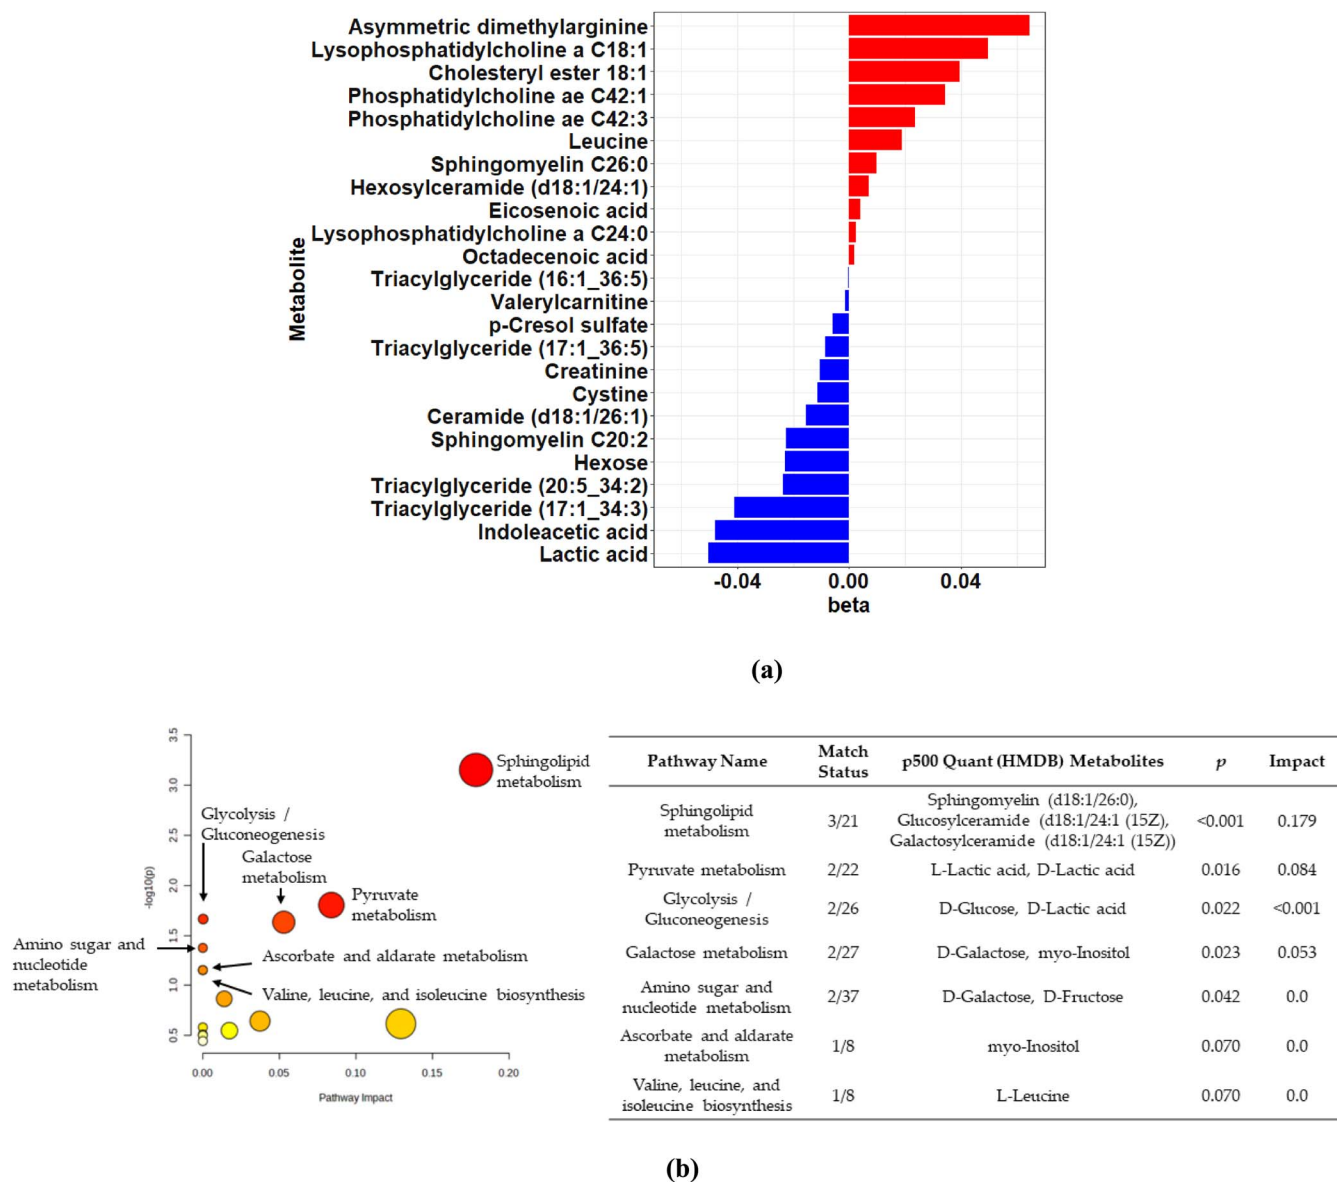 Metabolite
Asymmetric dimethylarginine
Lysophosphatidylcholine a C18:1
Cholesteryl ester 18:1
Phosphatidylcholine ae C42:1
Phosphatidylcholine ae C42:3
Leucine
Sphingomyelin C26:0
Hexosylceramide (d18:1/24:1)
Eicosenoic acid
Lysophosphatidylcholine a C24:0
Octadecenoic acid
Triacylglyceride (16:1_36:5)
Valerylcarnitine
p-Cresol sulfate
Triacylglyceride (17:1_36:5)
Creatinine
Cystine
Ceramide (d18:1/26:1)
Sphingomyelin C20:2
Hexose
Triacylglyceride (20:5_34:2)
Triacylglyceride (17:1_34:3)
Indoleacetic acid
Lactic acid
-0.04 0.00 0.04
beta
(a)
-log10(p)
3.5
3.0
2.5
2.0
1.5
1.0
0.5
Sphingolipid
metabolism
Glycolysis /
Gluconeogenesis
Galactose
metabolism
Pyruvate
metabolism
Amino sugar and
nucleotide
metabolism
Ascorbate and aldarate metabolism
Valine, leucine, and isoleucine biosynthesis
0.00 0.05 0.10 0.15 0.20
Pathway Impact
Pathway Name Match Status p500 Quant (HMDB) Metabolites p Impact
Sphingolipid metabolism 3/21 Sphingomyelin (d18:1/26:0), Glucosylceramide (d18:1/24:1 (15Z), Galactosylceramide (d18:1/24:1 (15Z)) <0.001 0.179
Pyruvate metabolism 2/22 L-Lactic acid, D-Lactic acid 0.016 0.084
Glycolysis / Gluconeogenesis 2/26 D-Glucose, D-Lactic acid 0.022 <0.001
Galactose metabolism 2/27 D-Galactose, myo-Inositol 0.023 0.053
Amino sugar and nucleotide metabolism 2/37 D-Galactose, D-Fructose 0.042 0.0
Ascorbate and aldarate metabolism 1/8 myo-Inositol 0.070 0.0
Valine, leucine, and isoleucine biosynthesis 1/8 L-Leucine 0.070 0.0
(b)